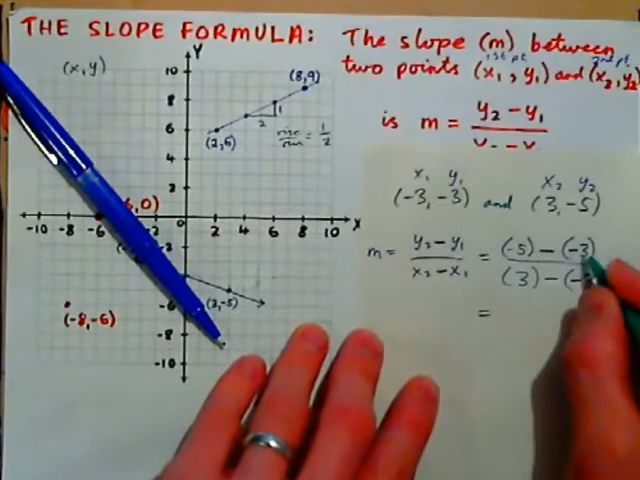 THE SLOPE FORMULA: The slope (m) between
1st pt 2nd pt
two points (x₁, y₁) and (x₂, y₂)
is m = y₂ - y₁
(x, y)
Y
10
8
6
4
2
(8,9)
1
2
rise/run = 1/2
(2,6)
x₁ y₁ x₂ y₂
(-3, -3) and (3, -5)
m = y₂ - y₁ / x₂ - x₁ = (-5) - (-3) / (3) - (-
=
6,0)
-10 -8 -6 2 4 6 8 10 X
(3,-5)
(-8,-6)
-6
-8
-10